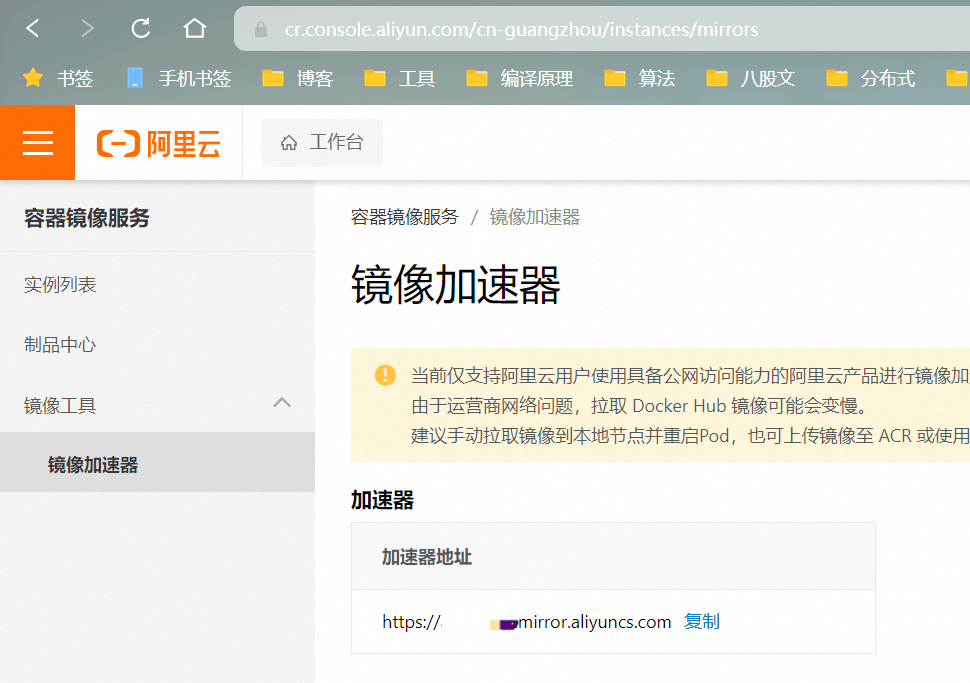 cr.console.aliyun.com/cn-guangzhou/instances/mirrors
书签 手机书签 博客 工具 编译原理 算法 八股文 分布式
阿里云 工作台
容器镜像服务
实例列表
制品中心
镜像工具
镜像加速器
容器镜像服务 / 镜像加速器
镜像加速器
当前仅支持阿里云用户使用具备公网访问能力的阿里云产品进行镜像加
由于运营商网络问题，拉取 Docker Hub 镜像可能会变慢。
建议手动拉取镜像到本地节点并重启Pod，也可上传镜像至 ACR 或使用
加速器
加速器地址
https:// mirror.aliyuncs.com 复制